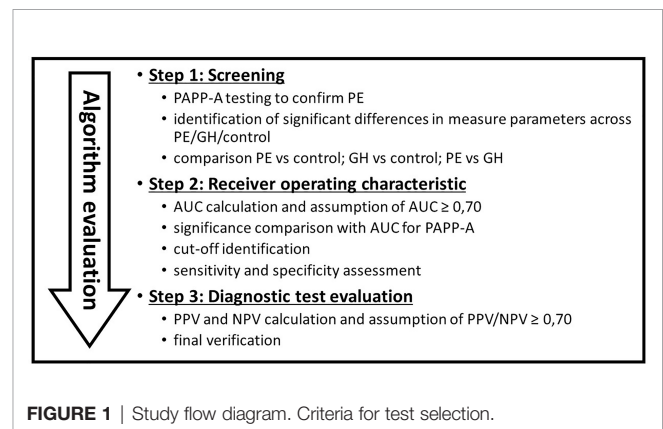 Algorithm evaluation
• Step 1: Screening
• PAPP-A testing to confirm PE
• identification of significant differences in measure parameters across
PE/GH/control
• comparison PE vs control; GH vs control; PE vs GH
• Step 2: Receiver operating characteristic
• AUC calculation and assumption of AUC ≥ 0,70
• significance comparison with AUC for PAPP-A
• cut-off identification
• sensitivity and specificity assessment
• Step 3: Diagnostic test evaluation
• PPV and NPV calculation and assumption of PPV/NPV ≥ 0,70
• final verification
FIGURE 1 | Study flow diagram. Criteria for test selection.